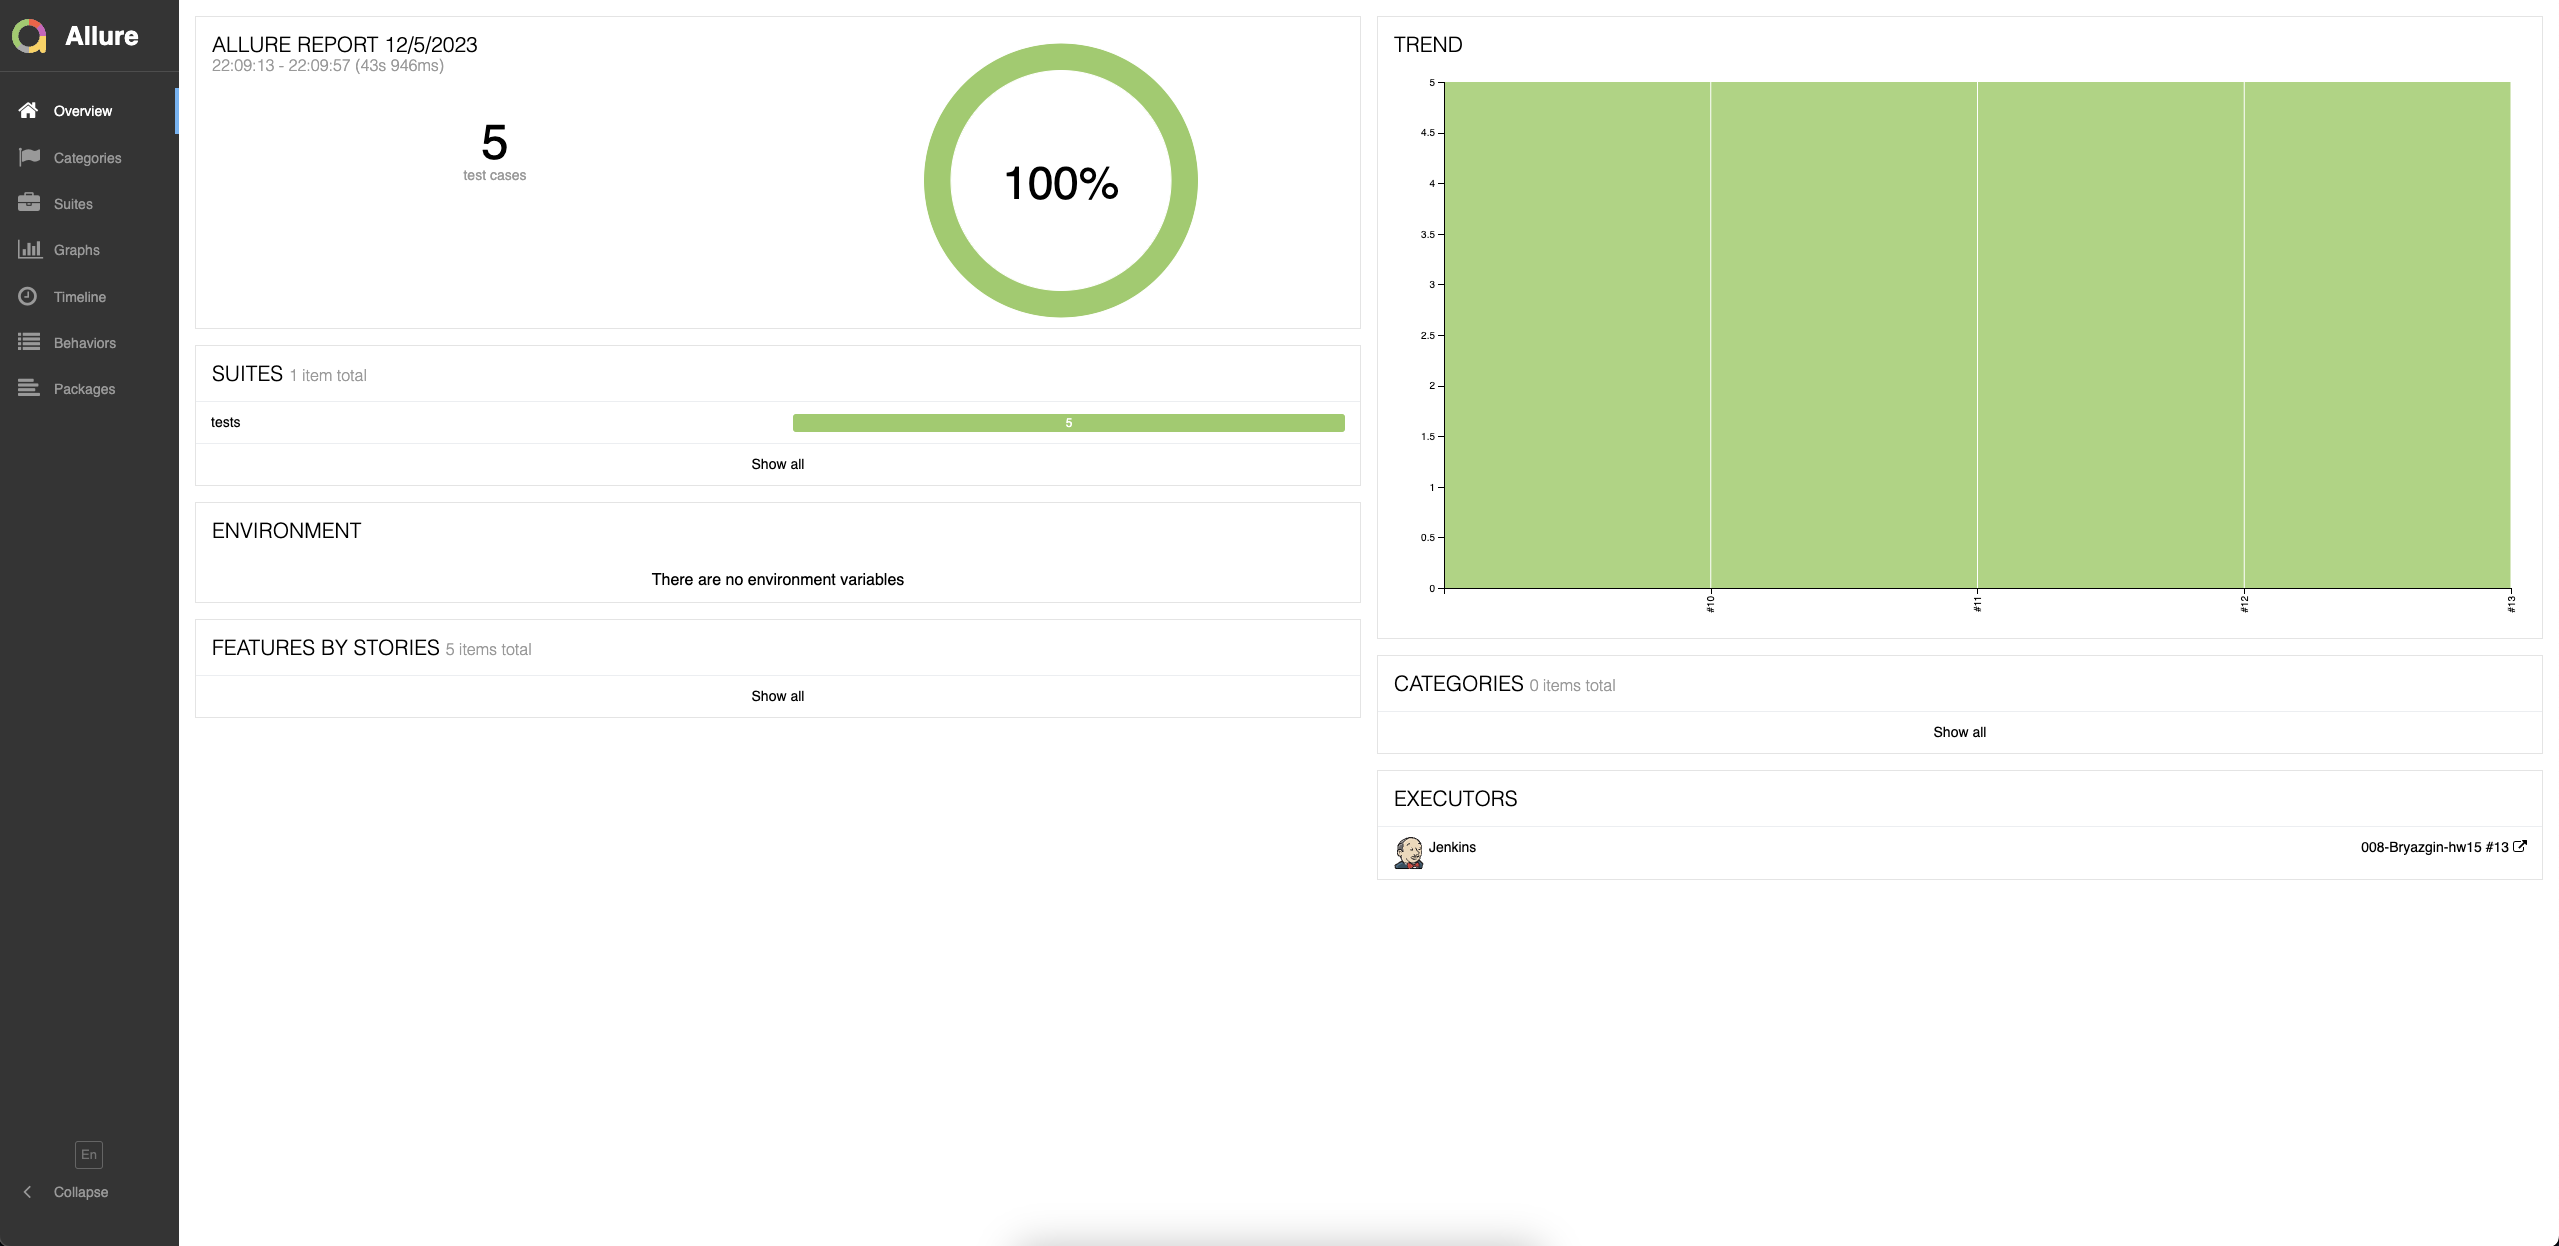 Allure
Overview
Categories
Suites
Graphs
Timeline
Behaviors
Packages
En
Collapse
ALLURE REPORT 12/5/2023
22:09:13 - 22:09:57 (43s 946ms)
5
test cases
100%
SUITES 1 item total
tests 5
Show all
ENVIRONMENT
There are no environment variables
FEATURES BY STORIES 5 items total
Show all
TREND
5
4.5
4
3.5
3
2.5
2
1.5
1
0.5
0
#10 #11 #12 #13
CATEGORIES 0 items total
Show all
EXECUTORS
Jenkins 008-Bryazgin-hw15 #13